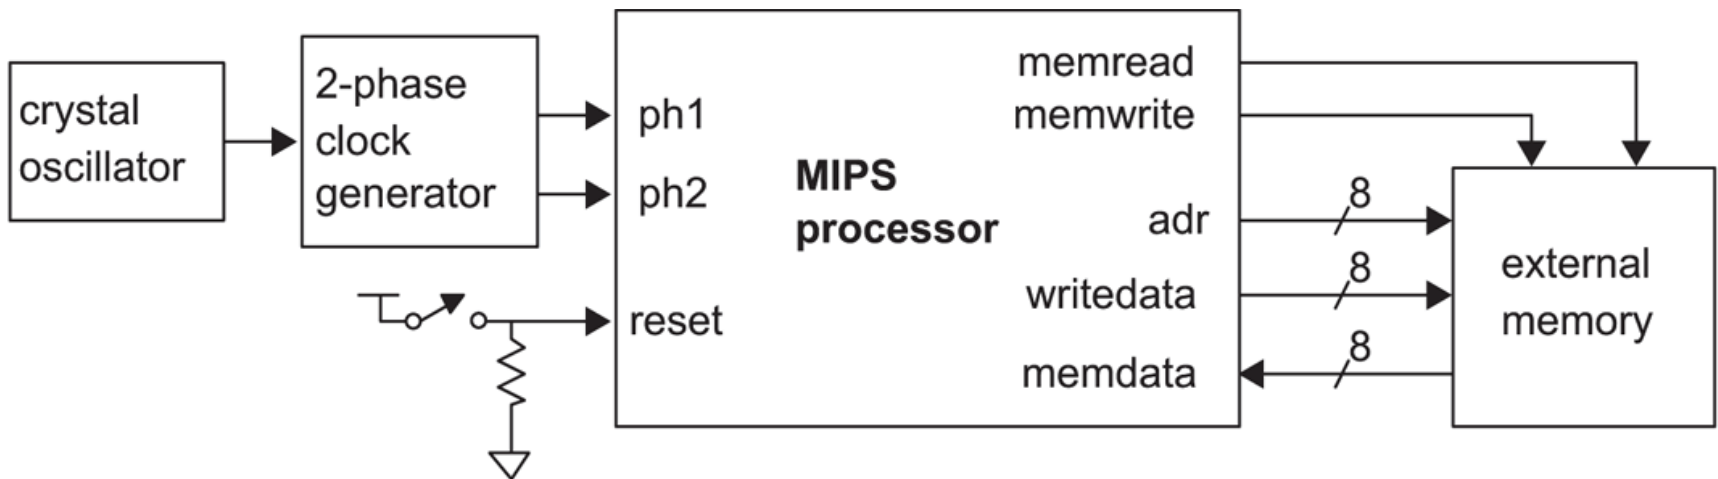 crystal
oscillator
2-phase
clock
generator
ph1
ph2
reset
MIPS
processor
memread
memwrite
adr
writedata
memdata
8
8
8
external
memory